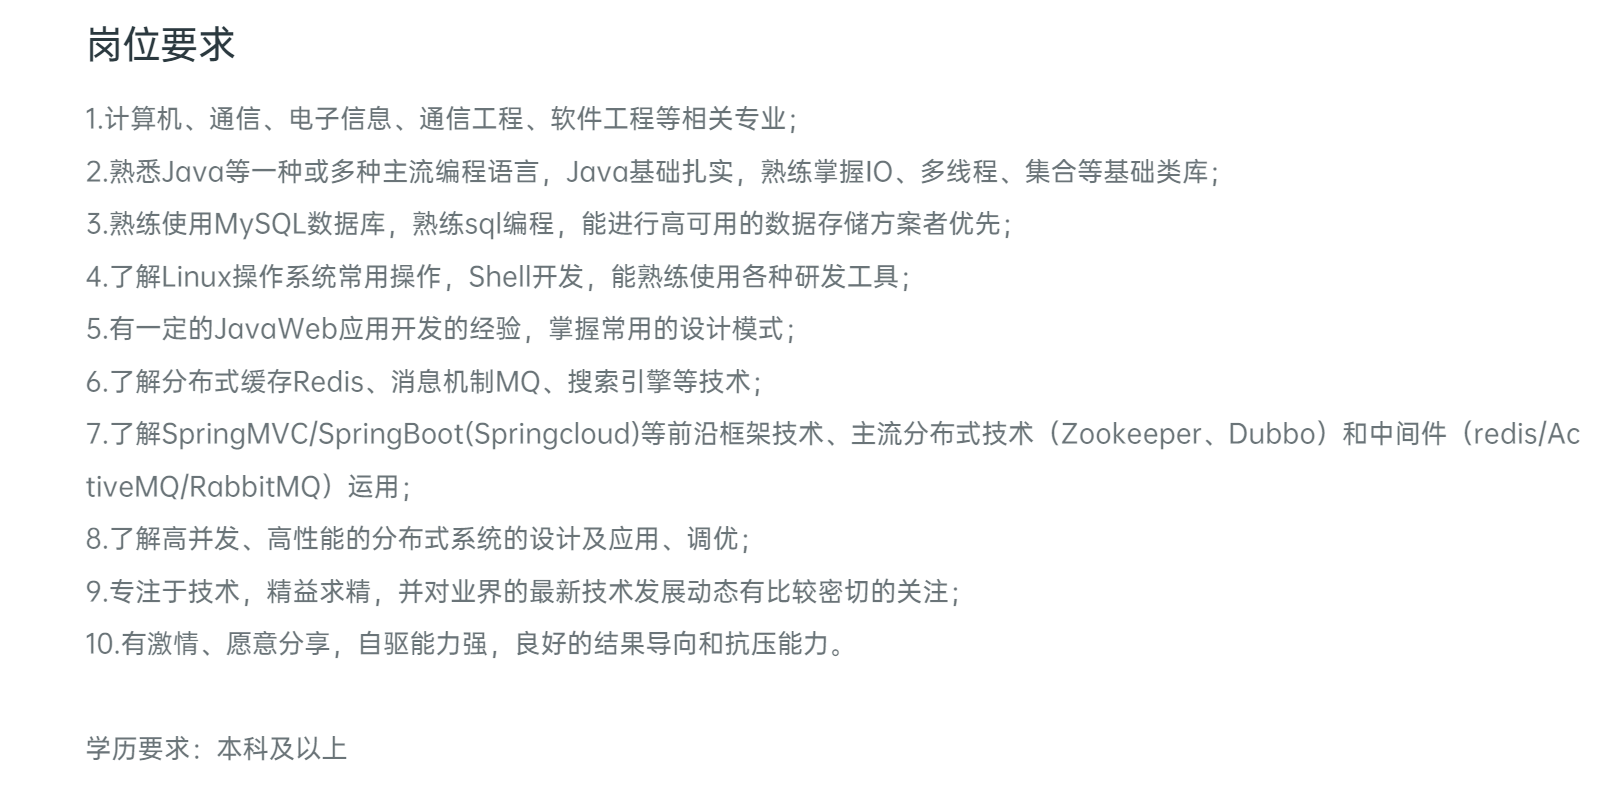 岗位要求
1.计算机、通信、电子信息、通信工程、软件工程等相关专业；
2.熟悉Java等一种或多种主流编程语言，Java基础扎实，熟练掌握IO、多线程、集合等基础类库；
3.熟练使用MySQL数据库，熟练sql编程，能进行高可用的数据存储方案者优先；
4.了解Linux操作系统常用操作，Shell开发，能熟练使用各种研发工具；
5.有一定的JavaWeb应用开发的经验，掌握常用的设计模式；
6.了解分布式缓存Redis、消息机制MQ、搜索引擎等技术；
7.了解SpringMVC/SpringBoot(Springcloud)等前沿框架技术、主流分布式技术（Zookeeper、Dubbo）和中间件（redis/Ac
tiveMQ/RabbitMQ）运用；
8.了解高并发、高性能的分布式系统的设计及应用、调优；
9.专注于技术，精益求精，并对业界的最新技术发展动态有比较密切的关注；
10.有激情、愿意分享，自驱能力强，良好的结果导向和抗压能力。
学历要求：本科及以上